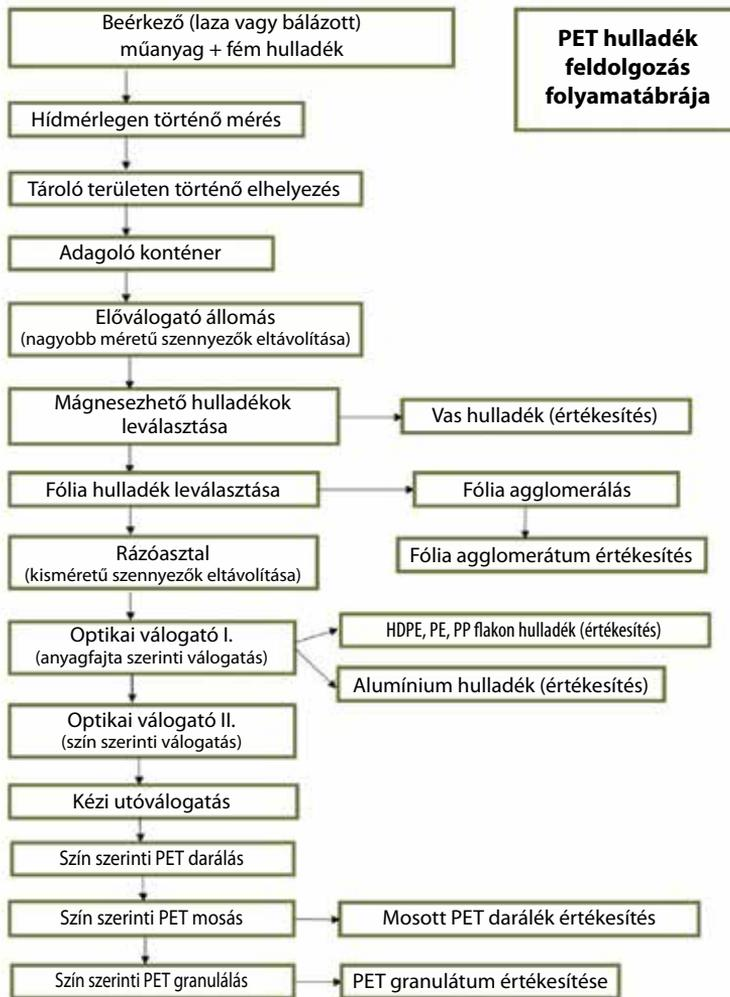 Beérkező (laza vagy bálázott)
műanyag + fém hulladék
PET hulladék
feldolgozás
folyamatábrája
Hídmérlegen történő mérés
Tároló területen történő elhelyezés
Adagoló konténer
Előválogató állomás
(nagyobb méretű szennyezők eltávolítása)
Mágnesezhető hulladékok
leválasztása
Vas hulladék (értékesítés)
Fólia hulladék leválasztása
Fólia agglomerálás
Fólia agglomerátum értékesítés
Rázóasztal
(kisméretű szennyezők eltávolítása)
Optikai válogató I.
(anyagfajta szerinti válogatás)
HDPE, PE, PP flakon hulladék (értékesítés)
Alumínium hulladék (értékesítés)
Optikai válogató II.
(szín szerinti válogatás)
Kézi utóválogatás
Szín szerinti PET darálás
Szín szerinti PET mosás
Mosott PET darálék értékesítés
Szín szerinti PET granulálás
PET granulátum értékesítése